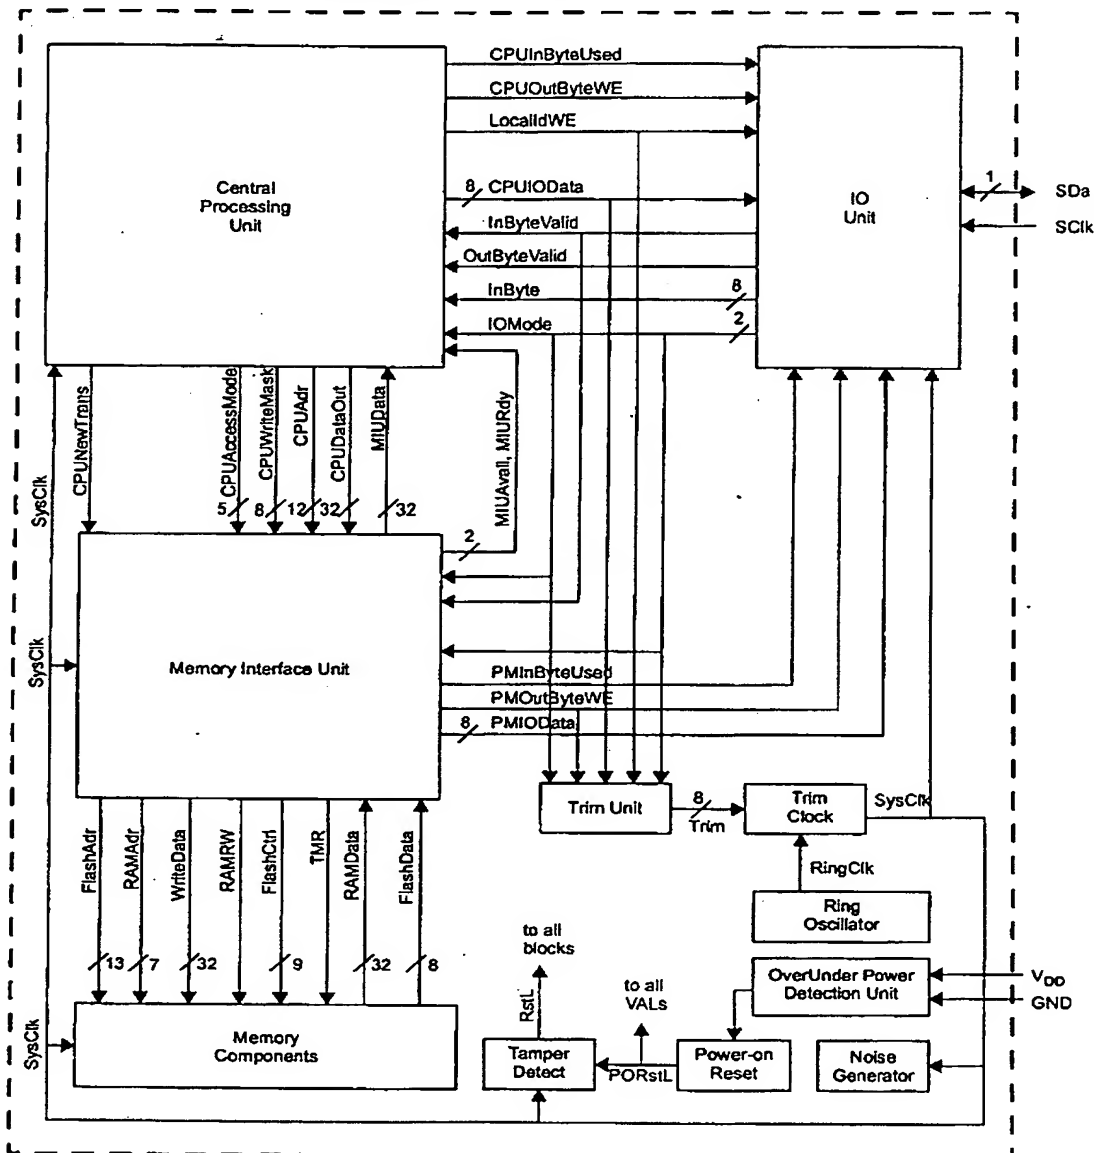 CPUInByteUsed
CPUOutByteWE
LocalIdWE
Central
Processing
Unit
8
CPUIOData
IO
Unit
1
SDa
SClk
InByteValid
OutByteValid
InByte
8
IOMode
2
CPUNewTrans
CPUAccessMode
CPUWriteMask
CPUAdr
CPUDataOut
MIUData
MIUAvail, MIURdy
SysClk
5
8
12
32
32
2
SysClk
Memory Interface Unit
PMInByteUsed
PMOutByteWE
8
PMIOData
Trim Unit
8
Trim
Trim
Clock
SysClk
FlashAdr
RAMAdr
WriteData
RAMRW
FlashCtrl
TMR
RAMData
FlashData
RingClk
Ring
Oscillator
13
7
32
9
32
8
to all
blocks
RstL
to all
VALs
OverUnder Power
Detection Unit
VDD
GND
SysClk
Memory
Components
Tamper
Detect
PORstL
Power-on
Reset
Noise
Generator